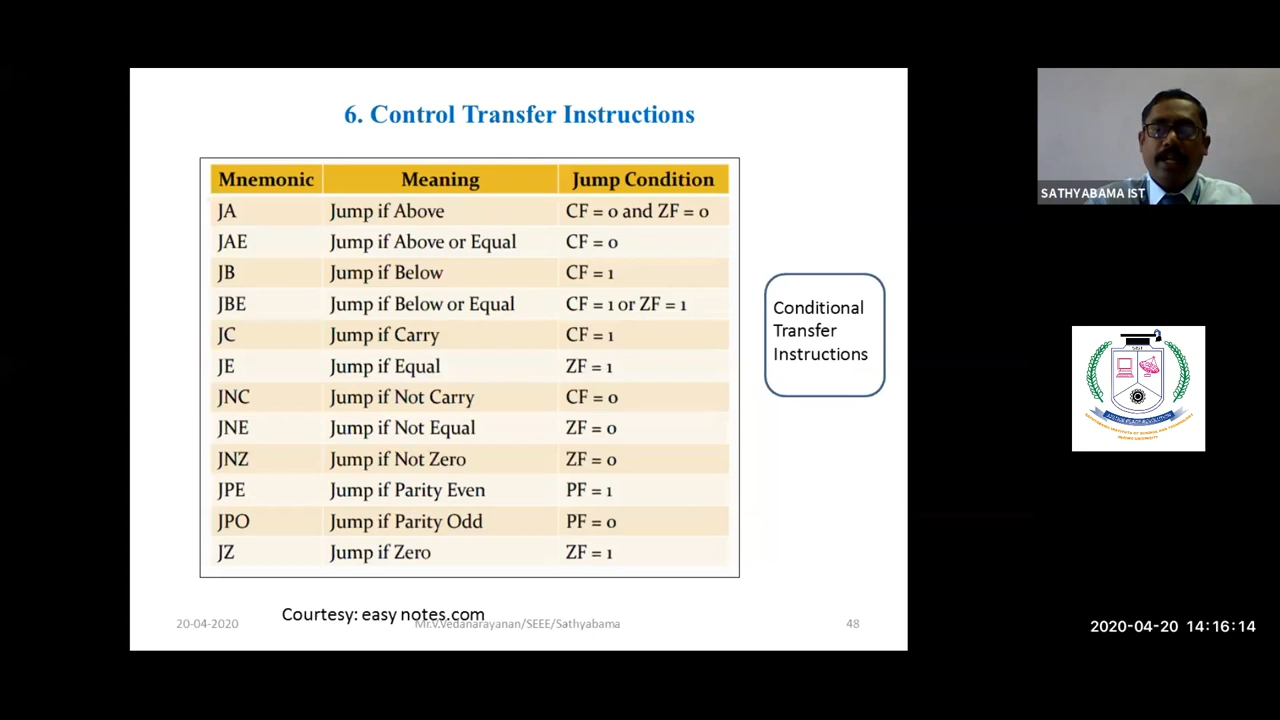 6. Control Transfer Instructions
Mnemonic Meaning Jump Condition
JA Jump if Above CF = 0 and ZF = 0
JAE Jump if Above or Equal CF = 0
JB Jump if Below CF = 1
JBE Jump if Below or Equal CF = 1 or ZF = 1
JC Jump if Carry CF = 1
JE Jump if Equal ZF = 1
JNC Jump if Not Carry CF = 0
JNE Jump if Not Equal ZF = 0
JNZ Jump if Not Zero ZF = 0
JPE Jump if Parity Even PF = 1
JPO Jump if Parity Odd PF = 0
JZ Jump if Zero ZF = 1
Conditional
Transfer
Instructions
Courtesy: easy notes.com
20-04-2020 Mr.V.Vedanarayanan/SEEE/Sathyabama 48
SATHYABAMA IST
2020-04-20 14:16:14